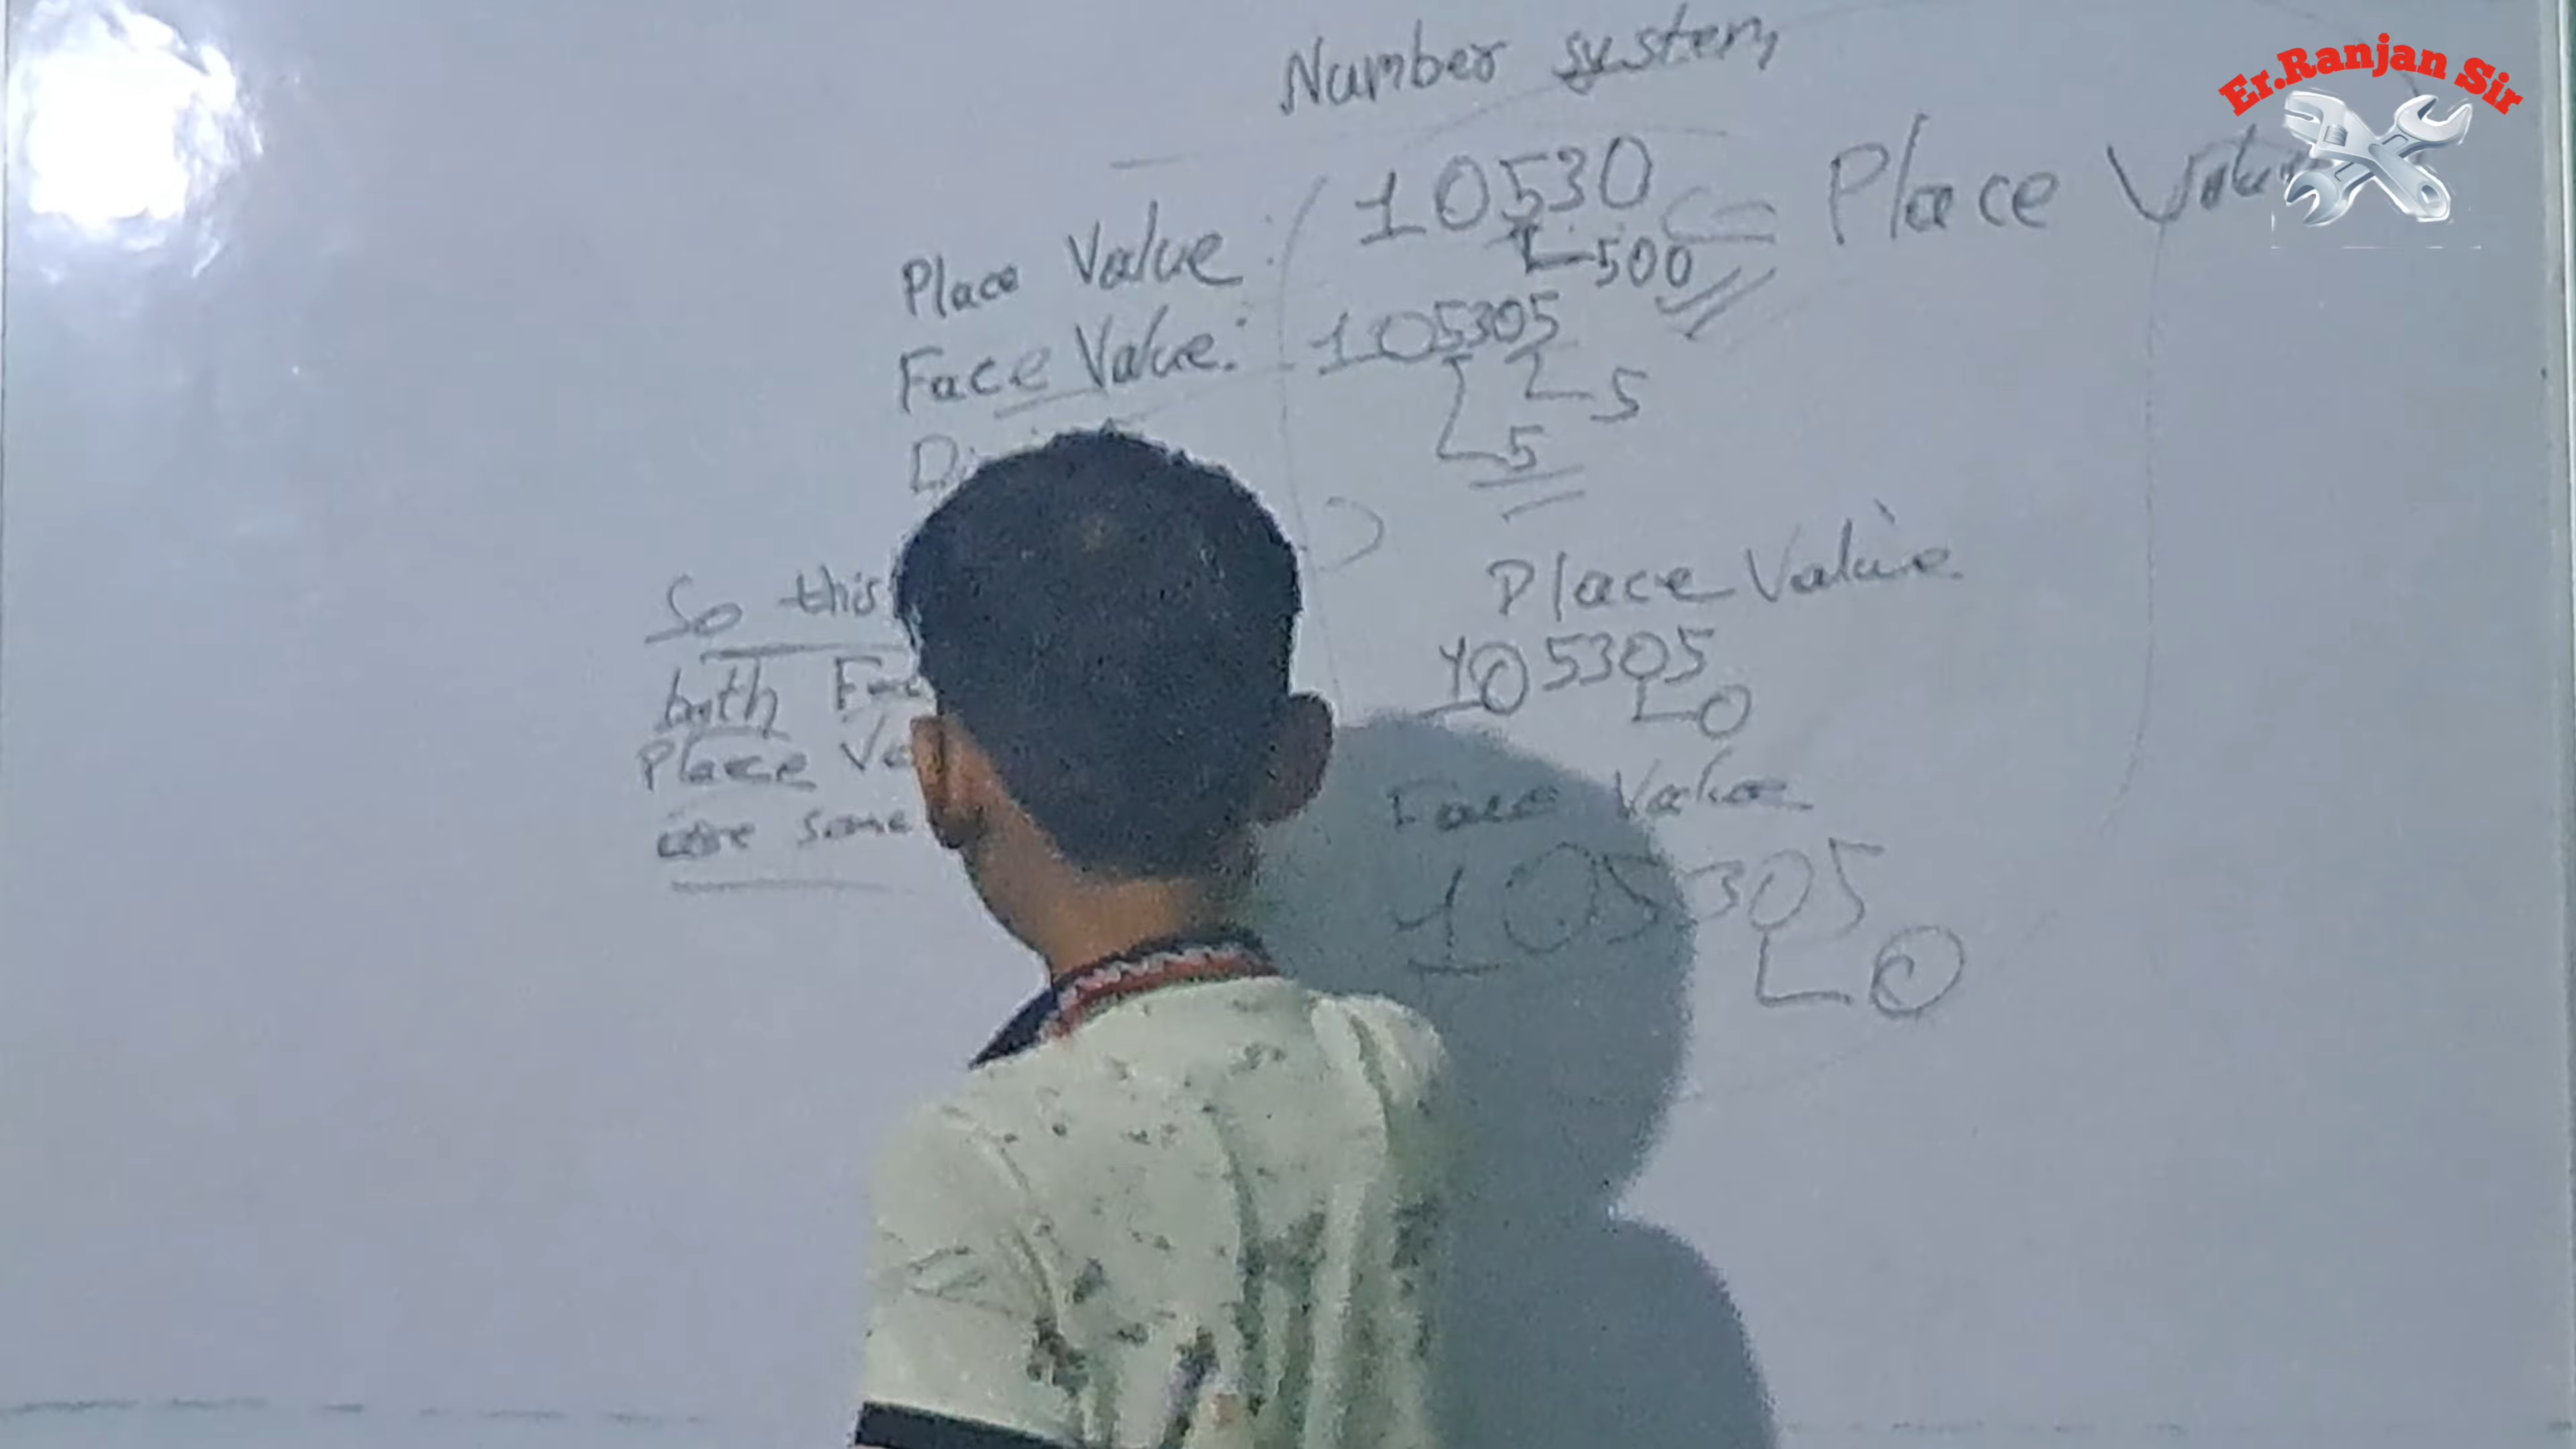 Number system
Er.Ranjan Sir
Place Value : 10530 ⇐ Place Value
500
Face Value : 105305
5
5
Place Value
So this
105305
0
both
Place
Face Value
are same
105305
0